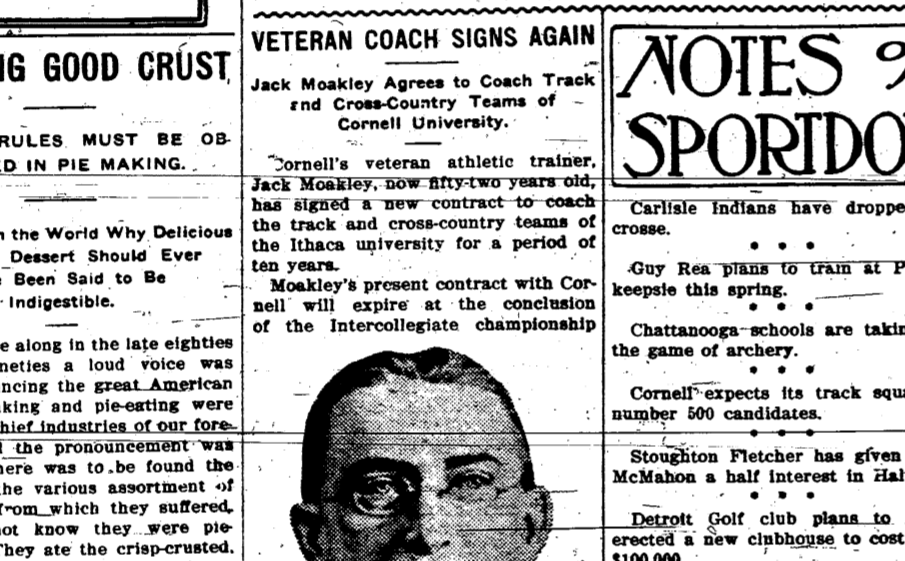 NG GOOD CRUST
RULES MUST BE OB-
ED IN PIE MAKING.
the World Why Delicious
Dessert Should Ever
Been Said to Be
Indigestible.
e along in the late eighties
neties a loud voice was
ncing the great American
king and pie-eating were
hief industries of our fore-
the pronouncement was
here was to be found the
he various assortment of
from which they suffered,
not know they were pie-
They ate the crisp-crusted,
VETERAN COACH SIGNS AGAIN
Jack Moakley Agrees to Coach Track
and Cross-Country Teams of
Cornell University.
Cornell's veteran athletic trainer,
Jack Moakley, now fifty-two years old,
has signed a new contract to coach
the track and cross-country teams of
the Ithaca university for a period of
ten years.
Moakley's present contract with Cor-
nell will expire at the conclusion
of the Intercollegiate championship
NOTES
SPORTDO
Carlisle Indians have droppe
crosse.
Guy Rea plans to train at P
keepsie this spring.
Chattanooga schools are takin
the game of archery.
Cornell expects its track squa
number 500 candidates.
Stoughton Fletcher has given
McMahon a half interest in Hal
Detroit Golf club plans to
erected a new clubhouse to cost
$100,000